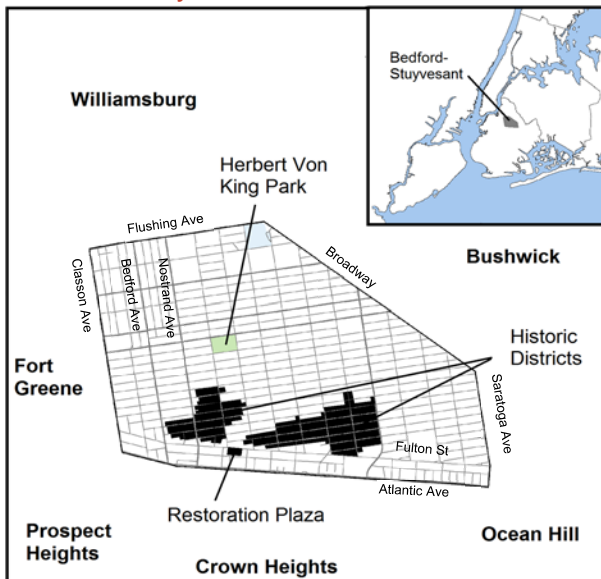 Bedford-
Stuyvesant
Williamsburg
Herbert Von
King Park
Flushing Ave
Broadway
Bushwick
Classon Ave
Bedford Ave
Nostrand Ave
Historic
Districts
Fort
Greene
Saratoga Ave
Fulton St
Atlantic Ave
Restoration Plaza
Prospect
Heights
Crown Heights
Ocean Hill